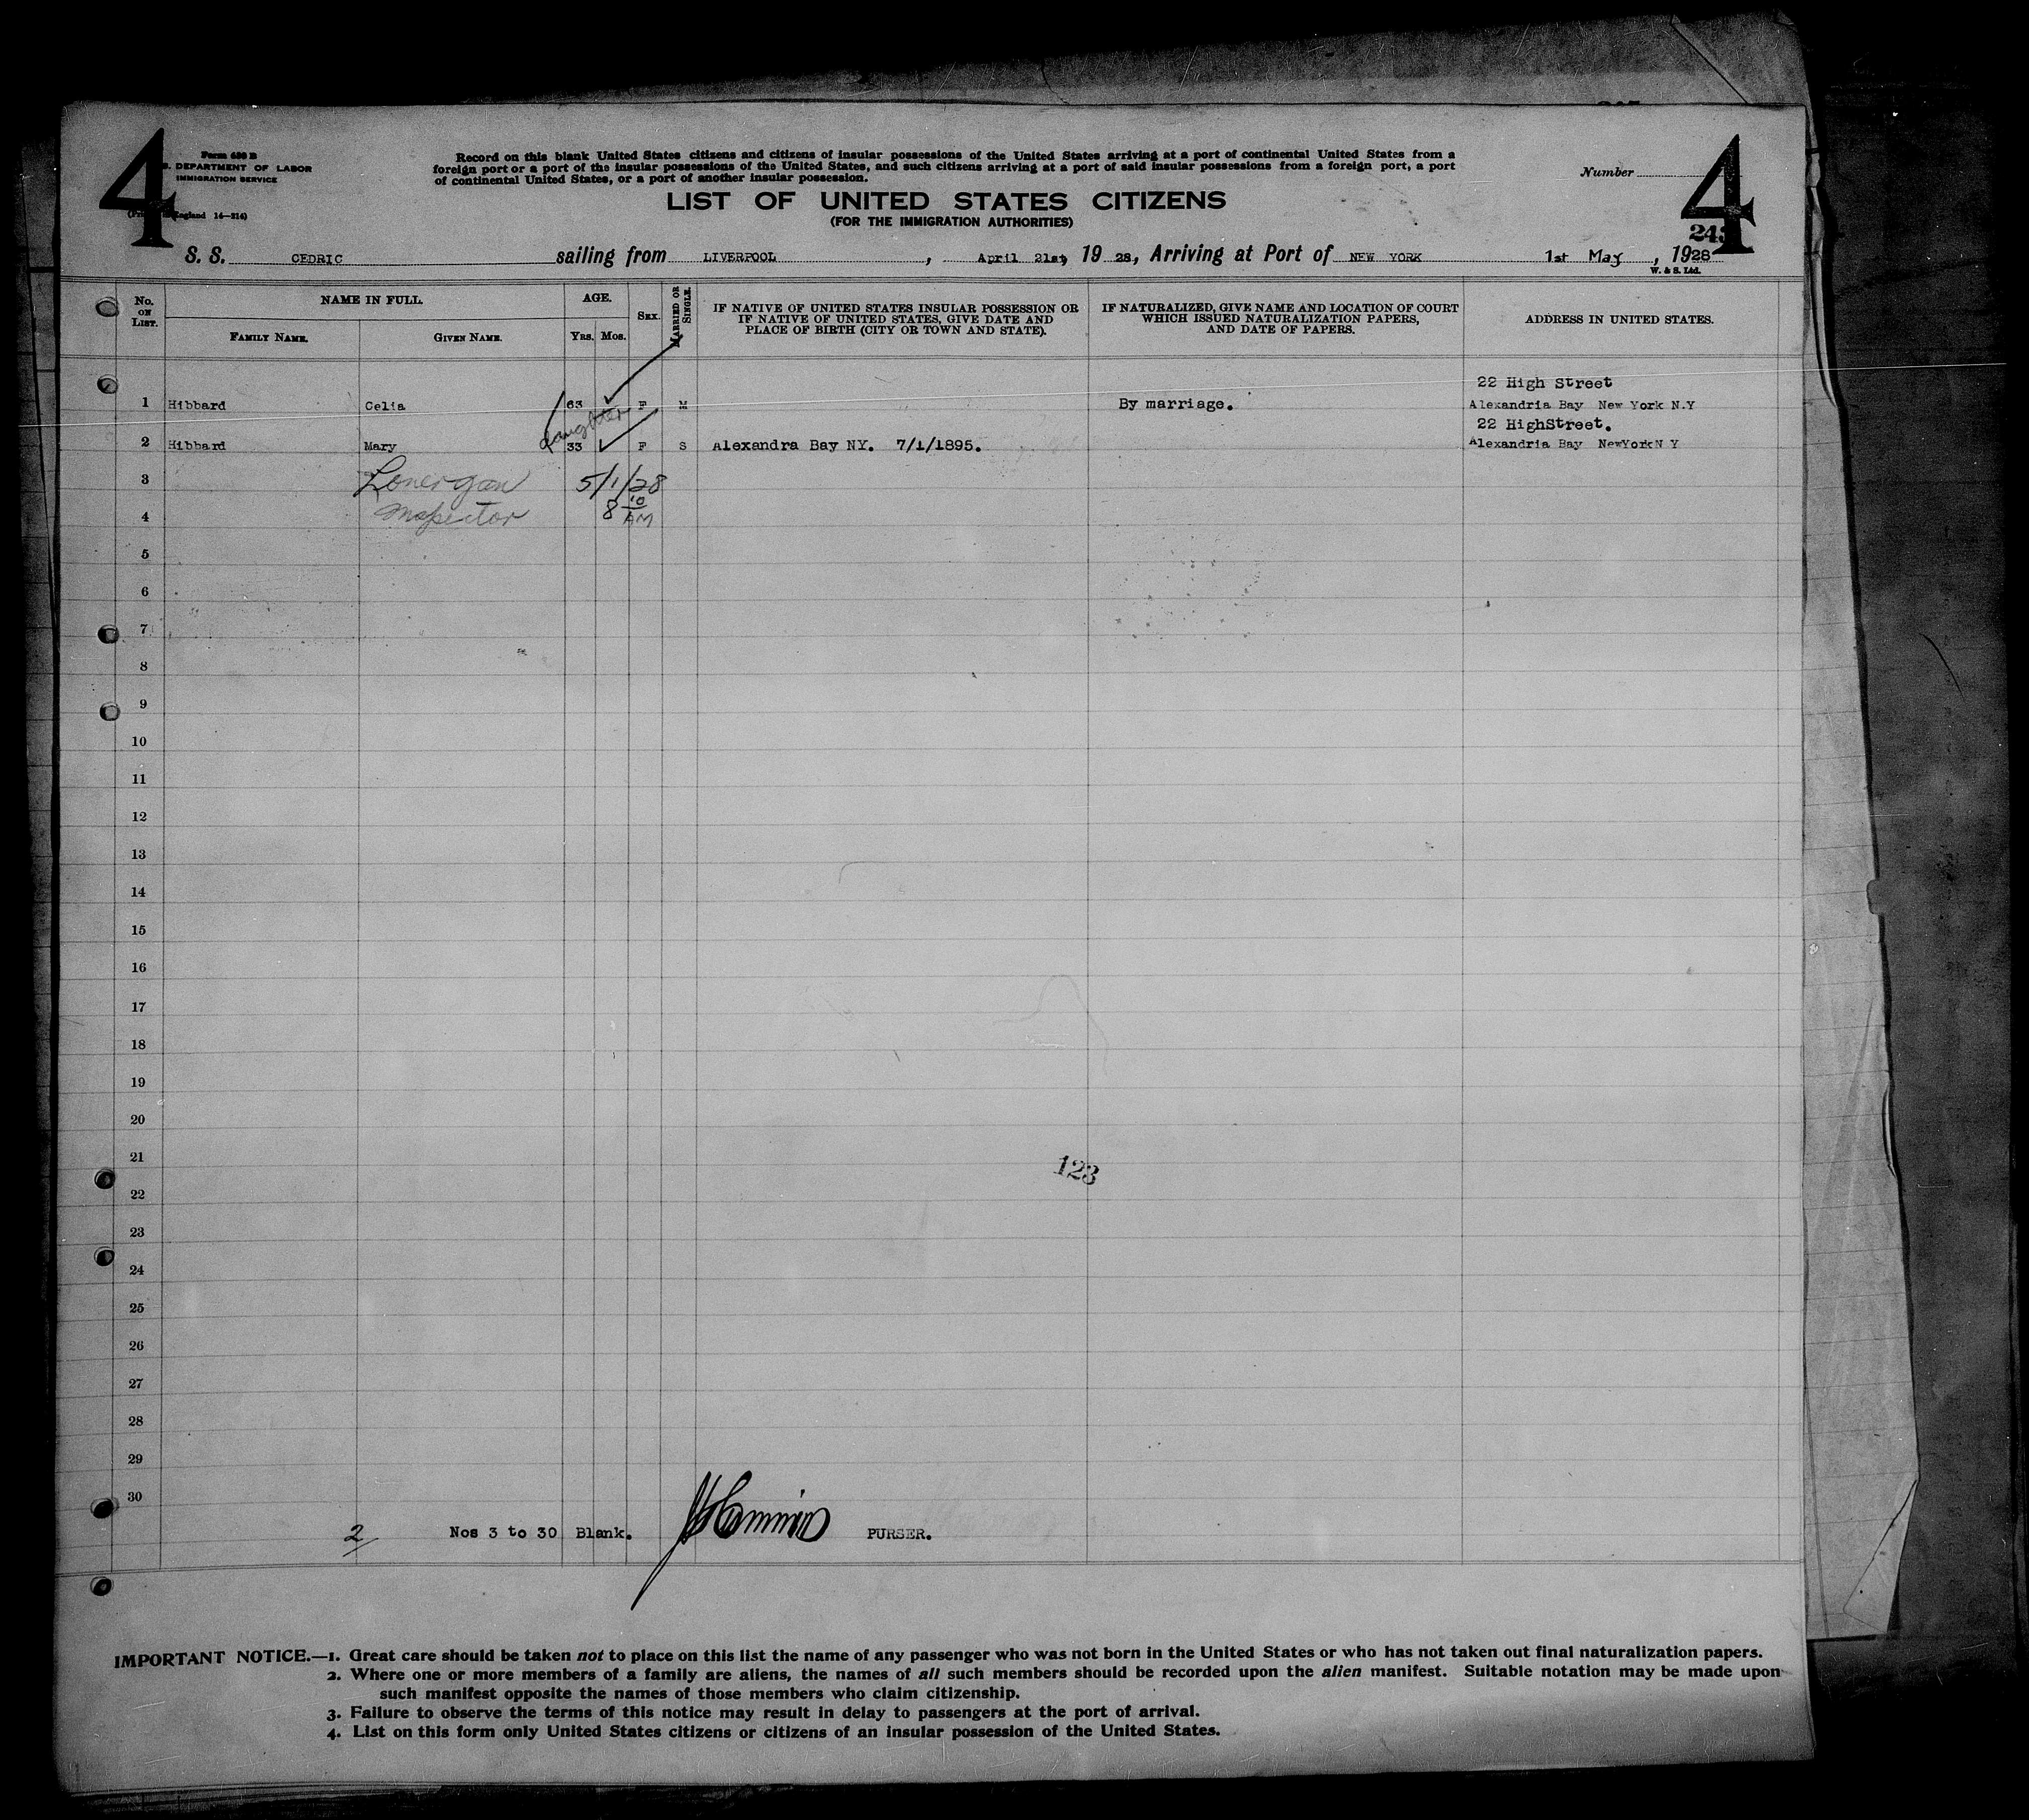 4
Form 630 B
DEPARTMENT OF LABOR
IMMIGRATION SERVICE
England 14—214)
Record on this blank United States citizens and citizens of insular possessions of the United States arriving at a port of continental United States from a
foreign port or a port of the insular possessions of the United States, and such citizens arriving at a port of said insular possessions from a foreign port, a port
of continental United States, or a port of another insular possession.
LIST OF UNITED STATES CITIZENS
(FOR THE IMMIGRATION AUTHORITIES)
Number
4
S. S. CEDRIC sailing from LIVERPOOL, April 21st, 19 28, Arriving at Port of NEW YORK 1st May, 1928
W. & S. Ltd.
No. ON LIST. NAME IN FULL. AGE. SEX. MARRIED OR SINGLE. IF NATIVE OF UNITED STATES INSULAR POSSESSION OR IF NATIVE OF UNITED STATES, GIVE DATE AND PLACE OF BIRTH (CITY OR TOWN AND STATE). IF NATURALIZED, GIVE NAME AND LOCATION OF COURT WHICH ISSUED NATURALIZATION PAPERS, AND DATE OF PAPERS. ADDRESS IN UNITED STATES.
FAMILY NAME. GIVEN NAME. YRS. MOS.
22 High Street
1 Hibbard Celia 63 F M By marriage. Alexandria Bay New York N.Y
daughter 22 HighStreet.
2 Hibbard Mary 33 F S Alexandra Bay NY. 7/1/1895. Alexandria Bay NewYorkN Y
3 Lonergan 5/1/28
4 Inspector 8 10 AM
5
6
7
8
9
10
11
12
13
14
15
16
17
18
19
20
21
123
22
23
24
25
26
27
28
29
30
2 Nos 3 to 30 Blank. PURSER.
IMPORTANT NOTICE.—1. Great care should be taken not to place on this list the name of any passenger who was not born in the United States or who has not taken out final naturalization papers.
2. Where one or more members of a family are aliens, the names of all such members should be recorded upon the alien manifest. Suitable notation may be made upon
such manifest opposite the names of those members who claim citizenship.
3. Failure to observe the terms of this notice may result in delay to passengers at the port of arrival.
4. List on this form only United States citizens or citizens of an insular possession of the United States.